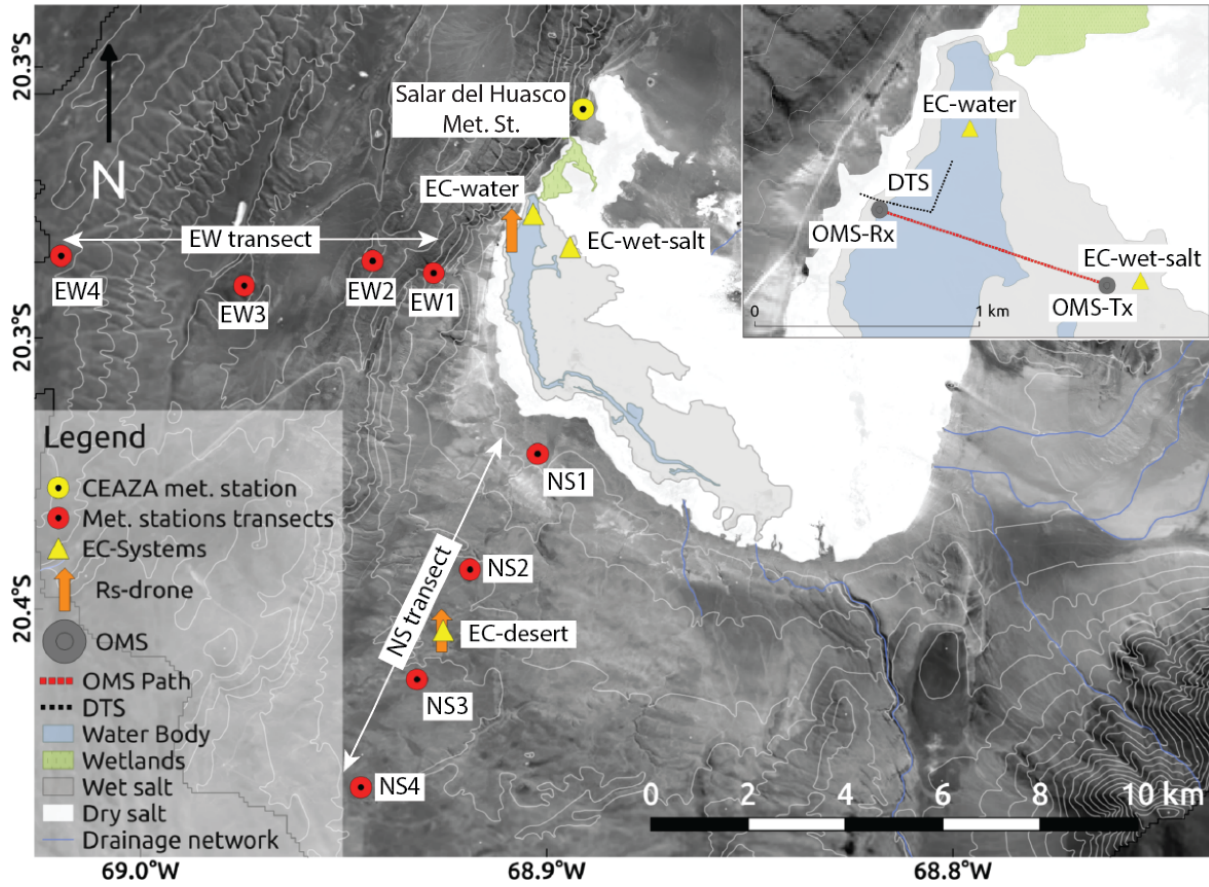 20.3°S
20.3°S
20.4°S
69.0°W
68.9°W
68.8°W
N
Salar del Huasco
Met. St.
EC-water
EC-wet-salt
EW transect
EW4
EW3
EW2
EW1
NS1
NS2
NS transect
EC-desert
NS3
NS4
EC-water
DTS
OMS-Rx
EC-wet-salt
OMS-Tx
0
1 km
Legend
CEAZA met. station
Met. stations transects
EC-Systems
Rs-drone
OMS
OMS Path
DTS
Water Body
Wetlands
Wet salt
Dry salt
Drainage network
0 2 4 6 8 10 km